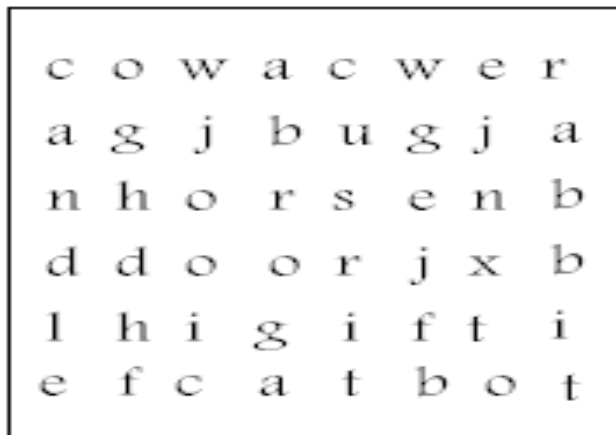 c o w a c w e r
a g j b u g j a
n h o r s e n b
d d o o r j x b
l h i g i f t i
e f c a t b o t